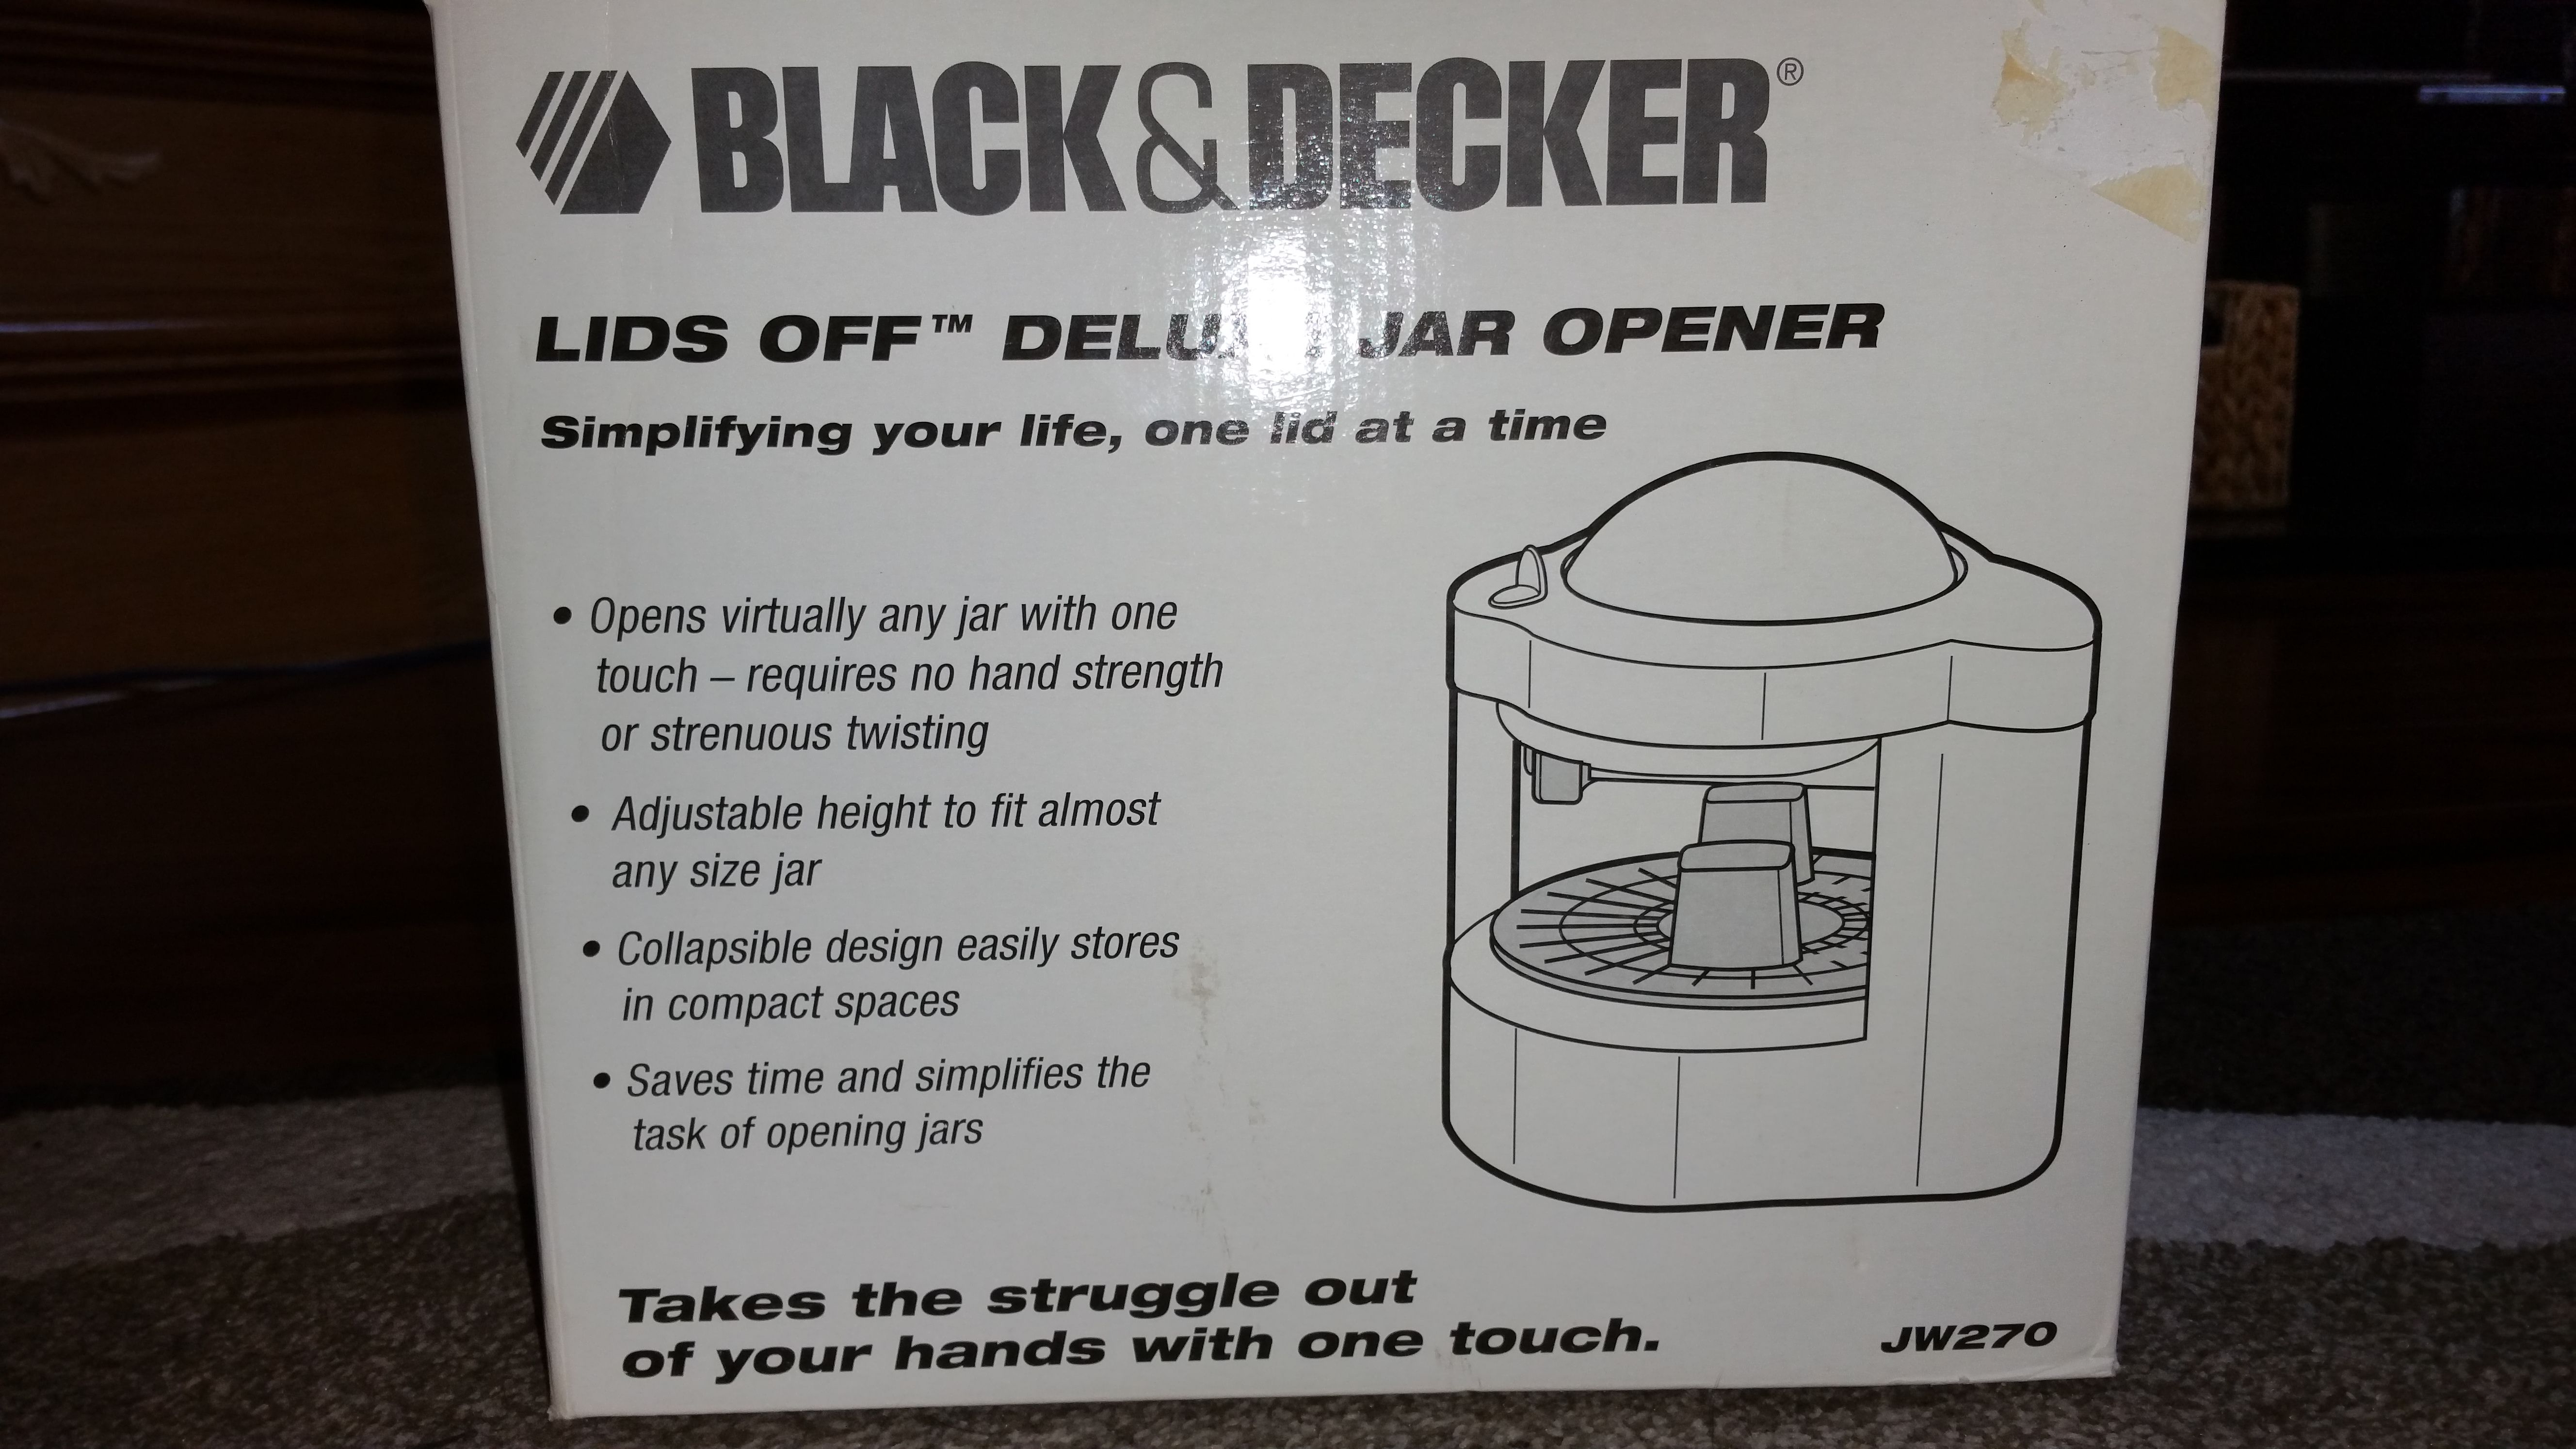 BLACK&DECKER®
LIDS OFF™ JAR OPENER
Simplifying your life, one lid at a time
• Opens virtually any jar with one
touch – requires no hand strength
or strenuous twisting
• Adjustable height to fit almost
any size jar
• Collapsible design easily stores
in compact spaces
• Saves time and simplifies the
task of opening jars
Takes the struggle out
of your hands with one touch.
JW270